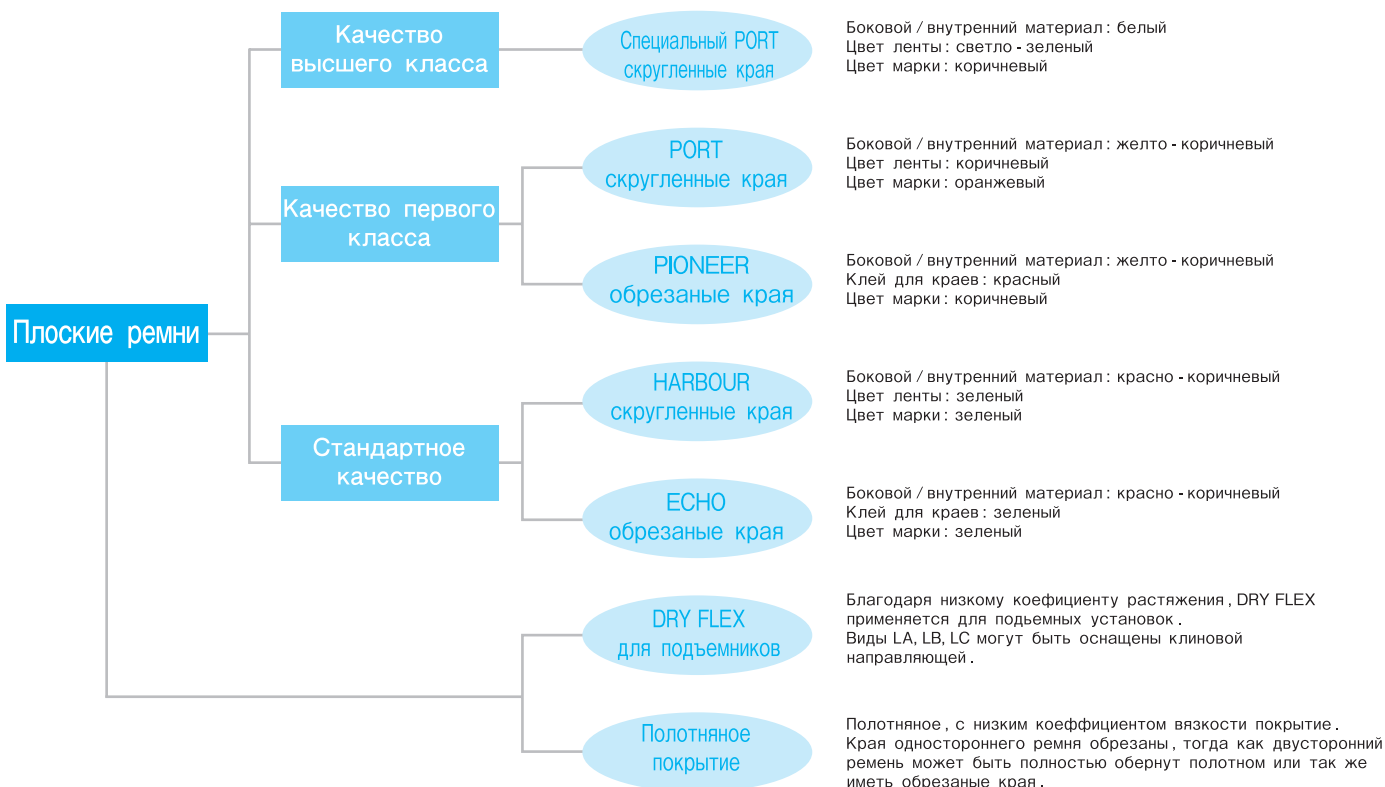 Качество
высшего класса
Специальный PORT
скругленные края
Боковой / внутренний материал: белый
Цвет ленты: светло - зеленый
Цвет марки: коричневый
Качество первого
класса
PORT
скругленные края
Боковой / внутренний материал: желто - коричневый
Цвет ленты: коричневый
Цвет марки: оранжевый
PIONEER
обрезаные края
Боковой / внутренний материал: желто - коричневый
Клей для краев: красный
Цвет марки: коричневый
Плоские ремни
Стандартное
качество
HARBOUR
скругленные края
Боковой / внутренний материал: красно - коричневый
Цвет ленты: зеленый
Цвет марки: зеленый
ECHO
обрезаные края
Боковой / внутренний материал: красно - коричневый
Клей для краев: зеленый
Цвет марки: зеленый
DRY FLEX
для подъемников
Благодаря низкому коефициенту растяжения, DRY FLEX
применяется для подьемных установок.
Виды LA, LB, LC могут быть оснащены клиновой
направляющей.
Полотняное
покрытие
Полотняное, с низким коеффициентом вязкости покрытие.
Края одностороннего ремня обрезаны, тогда как двусторонний
ремень может быть полностью обернут полотном или так же
иметь обрезаные края.